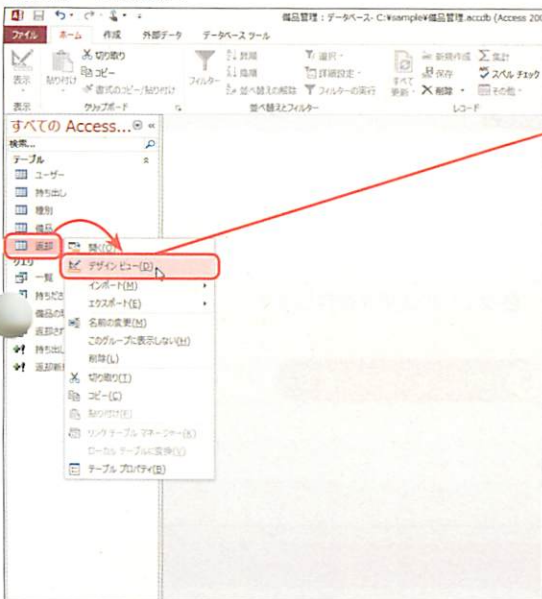 備品管理：データベース- C:¥sample¥備品管理.accdb (Access 200
ファイル ホーム 作成 外部データ データベース ツール
表示
貼り付け
切り取り
コピー
書式のコピー/貼り付け
フィルター
昇順
降順
並べ替えの解除
選択
詳細設定
フィルターの実行
すべて
更新
新規作成
保存
削除
集計
スペル チェック
その他
表示 クリップボード 並べ替えとフィルター レコード
すべての Access...
検索...
テーブル
ユーザー
持ち出し
種別
備品
返却
クエリ
一覧
持ちださ
備品の
返却さ
持ち出し
返却新
開く(O)
デザイン ビュー(D)
インポート(M)
エクスポート(E)
名前の変更(M)
このグループに表示しない(H)
削除(L)
切り取り(T)
コピー(C)
貼り付け(P)
リンク テーブル マネージャー(K)
ローカル テーブルに変換(V)
テーブル プロパティ(B)